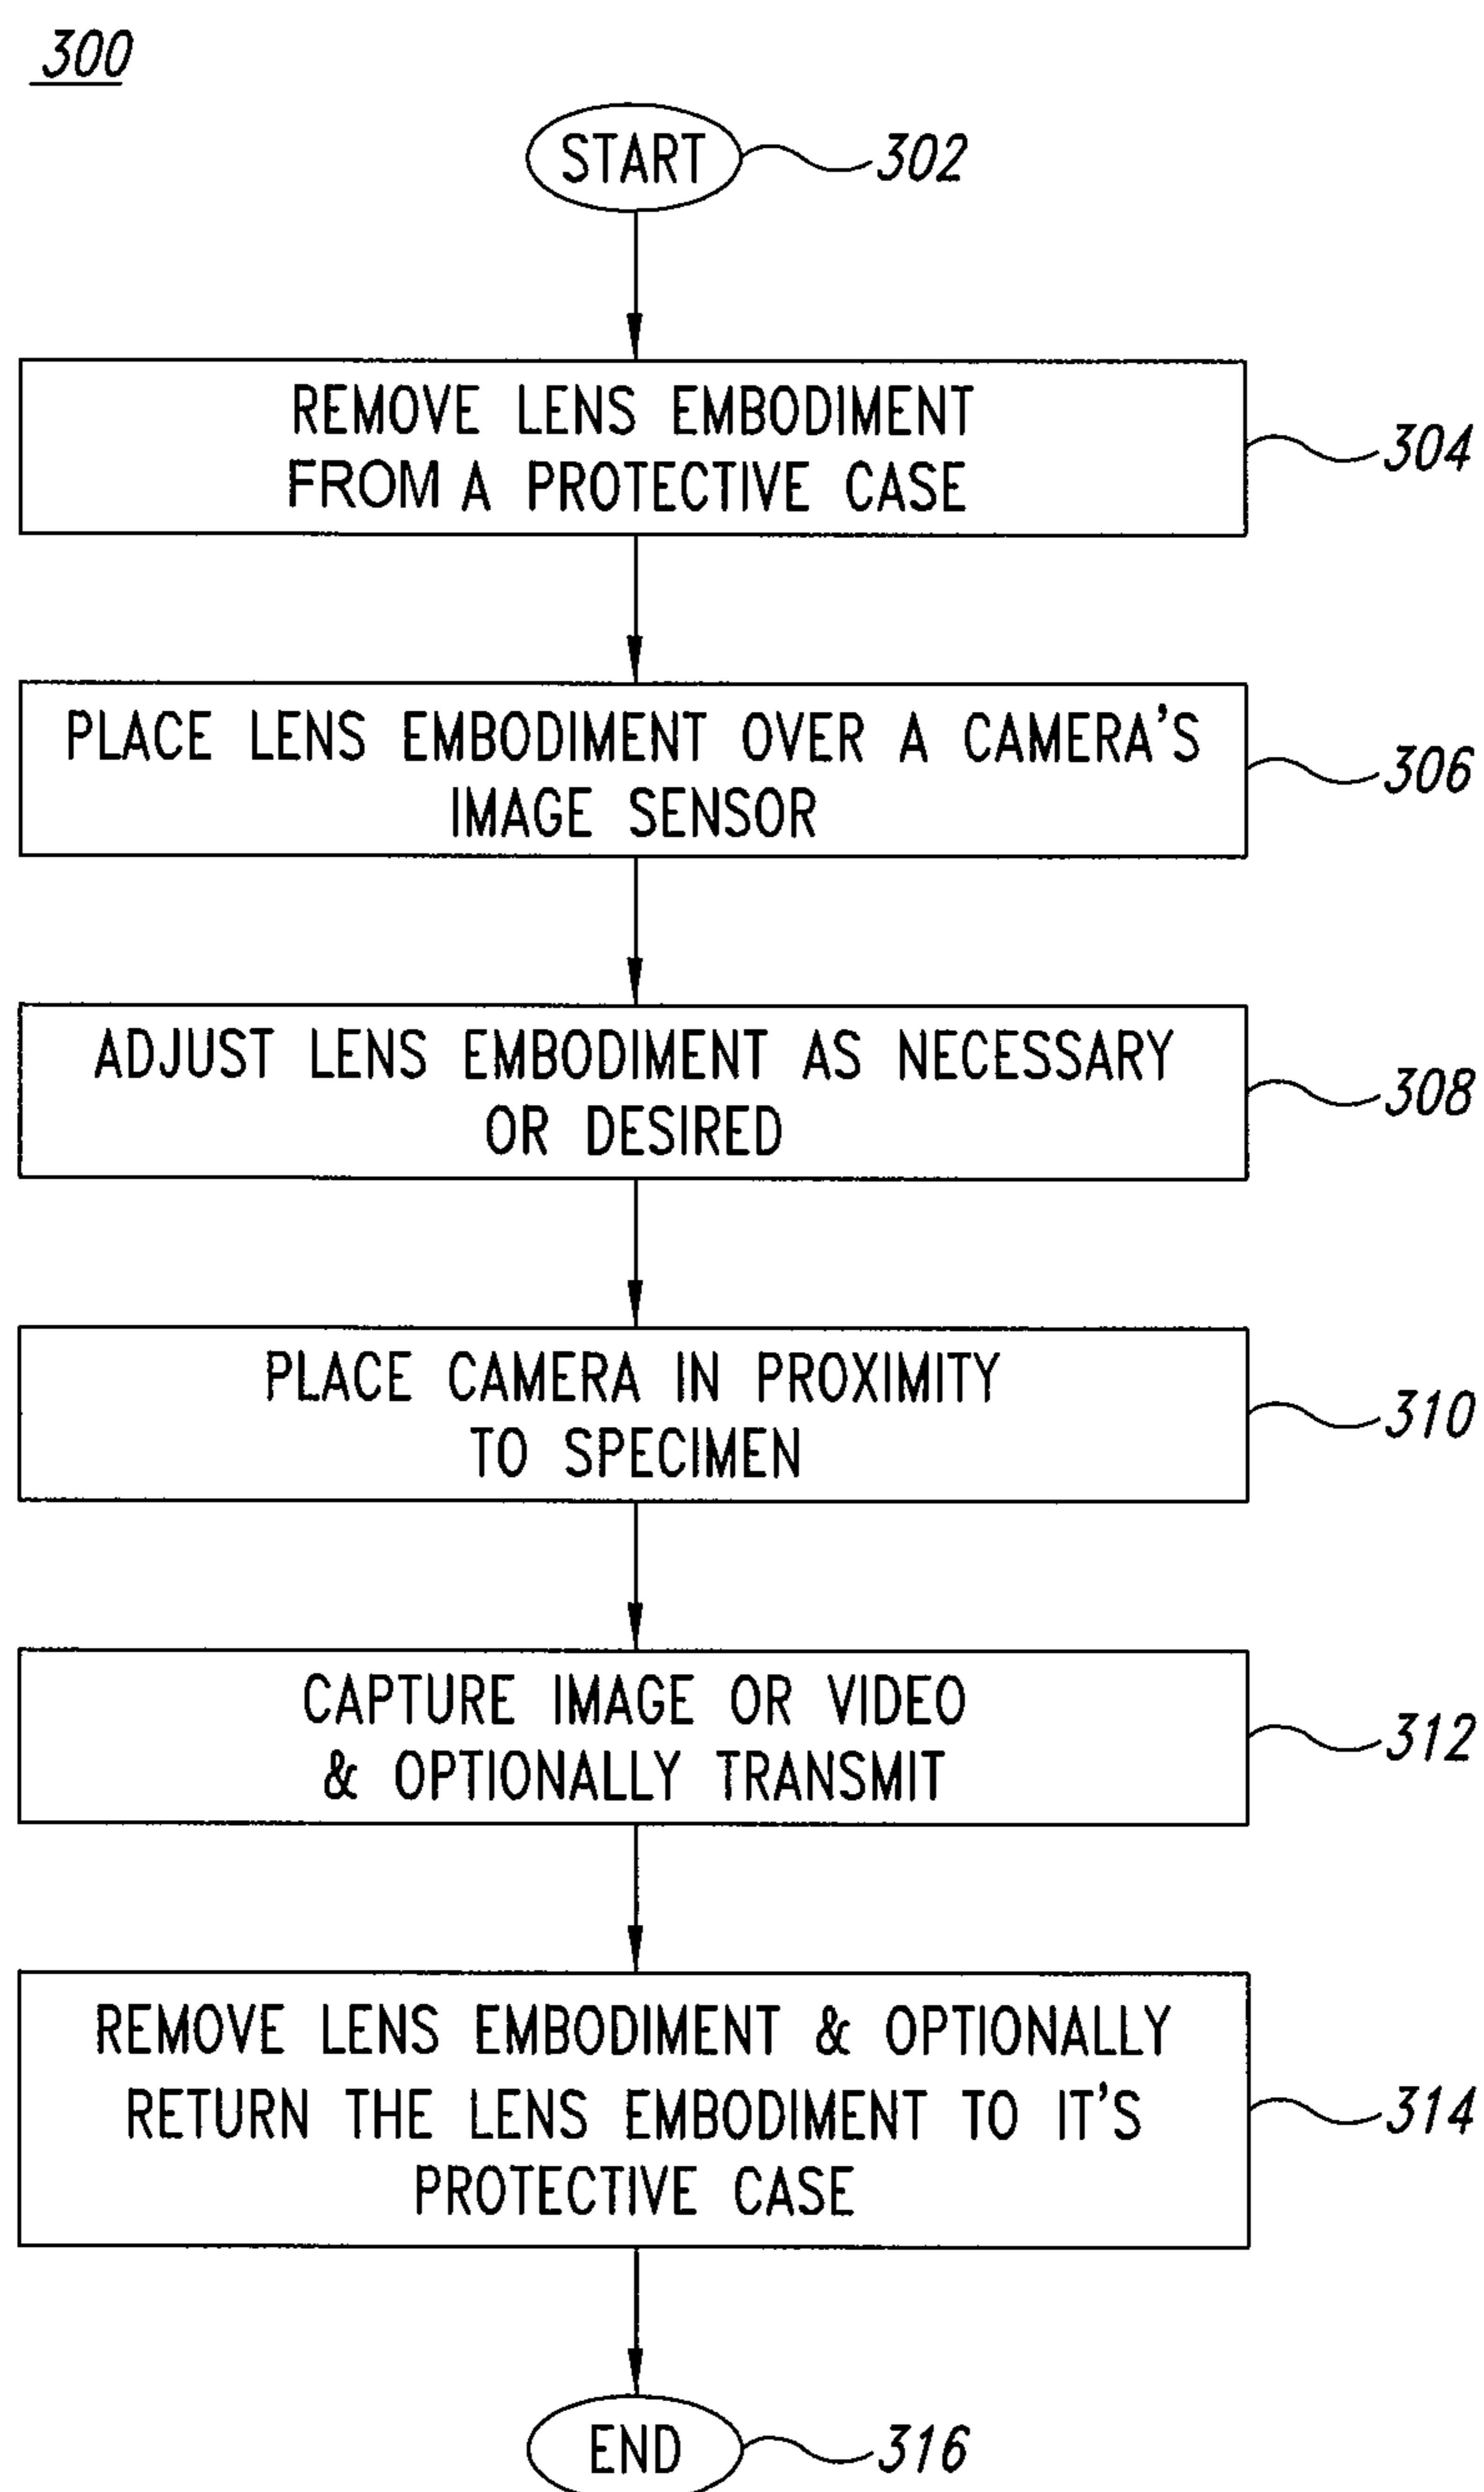 300
START
302
REMOVE LENS EMBODIMENT
FROM A PROTECTIVE CASE
304
PLACE LENS EMBODIMENT OVER A CAMERA'S
IMAGE SENSOR
306
ADJUST LENS EMBODIMENT AS NECESSARY
OR DESIRED
308
PLACE CAMERA IN PROXIMITY
TO SPECIMEN
310
CAPTURE IMAGE OR VIDEO
& OPTIONALLY TRANSMIT
312
REMOVE LENS EMBODIMENT & OPTIONALLY
RETURN THE LENS EMBODIMENT TO IT'S
PROTECTIVE CASE
314
END
316